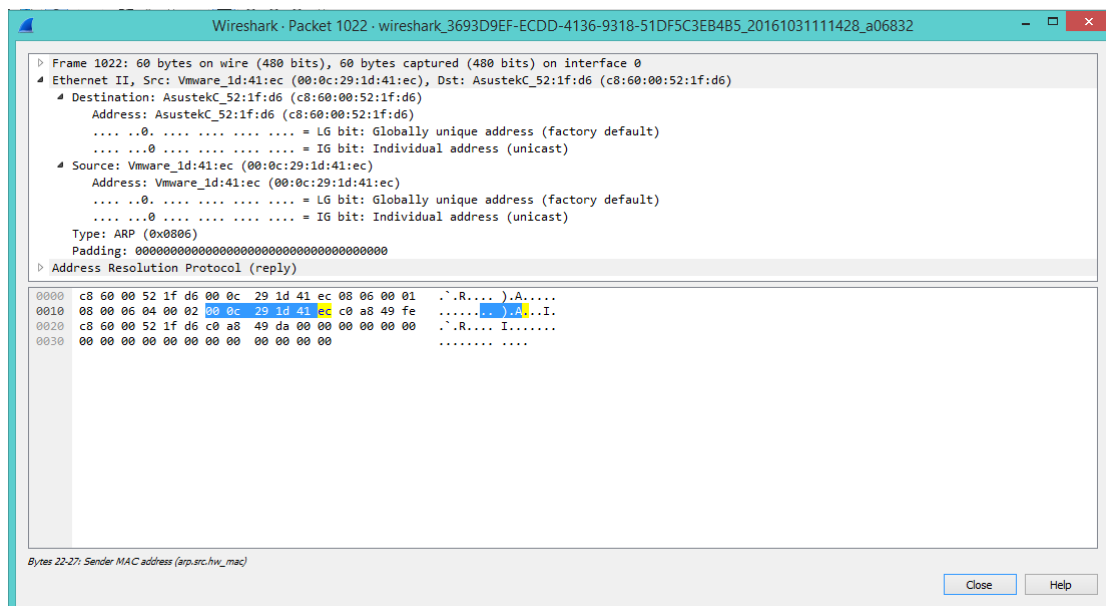 Wireshark · Packet 1022 · wireshark_3693D9EF-ECDD-4136-9318-51DF5C3EB4B5_20161031111428_a06832
Frame 1022: 60 bytes on wire (480 bits), 60 bytes captured (480 bits) on interface 0
Ethernet II, Src: Vmware_1d:41:ec (00:0c:29:1d:41:ec), Dst: AsustekC_52:1f:d6 (c8:60:00:52:1f:d6)
Destination: AsustekC_52:1f:d6 (c8:60:00:52:1f:d6)
Address: AsustekC_52:1f:d6 (c8:60:00:52:1f:d6)
.... ..0. .... .... .... .... = LG bit: Globally unique address (factory default)
.... ...0 .... .... .... .... = IG bit: Individual address (unicast)
Source: Vmware_1d:41:ec (00:0c:29:1d:41:ec)
Address: Vmware_1d:41:ec (00:0c:29:1d:41:ec)
.... ..0. .... .... .... .... = LG bit: Globally unique address (factory default)
.... ...0 .... .... .... .... = IG bit: Individual address (unicast)
Type: ARP (0x0806)
Padding: 000000000000000000000000000000000000
Address Resolution Protocol (reply)
0000 c8 60 00 52 1f d6 00 0c 29 1d 41 ec 08 06 00 01 .`.R.... ).A.....
0010 08 00 06 04 00 02 00 0c 29 1d 41 ec c0 a8 49 fe ........ ).A...I.
0020 c8 60 00 52 1f d6 c0 a8 49 da 00 00 00 00 00 00 .`.R.... I.......
0030 00 00 00 00 00 00 00 00 00 00 00 00 ........ ....
Bytes 22-27: Sender MAC address (arp.src.hw_mac)
Close Help